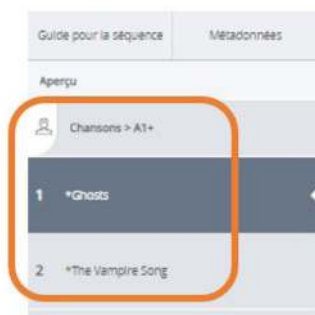 Guide pour la séquence Métadonnées
Aperçu
Chansons > A1+
1 *Ghosts
2 *The Vampire Song